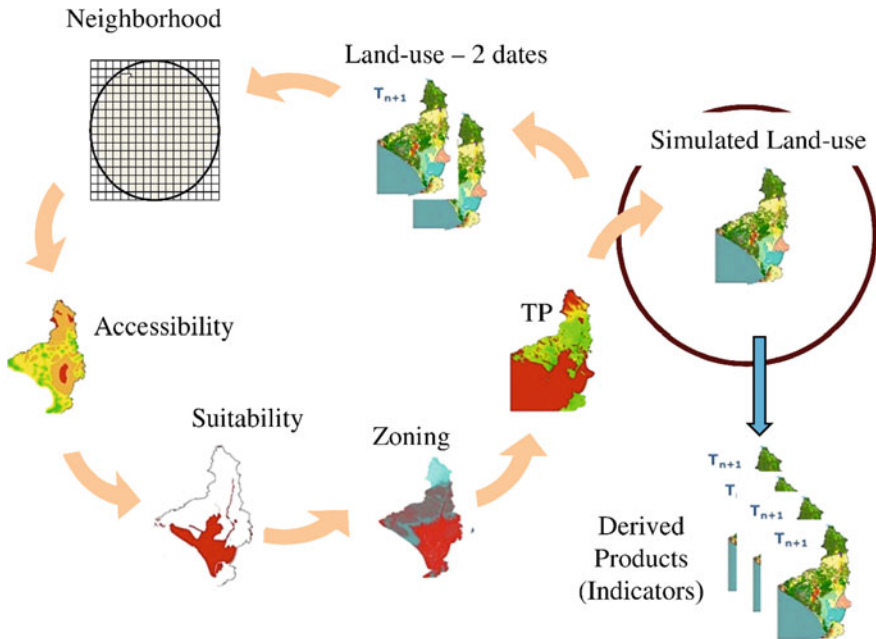 Neighborhood
Land-use – 2 dates
Tn+1
Simulated Land-use
Accessibility
TP
Suitability
Zoning
Derived
Products
(Indicators)
Tn+1
Tn+1
Tn+1